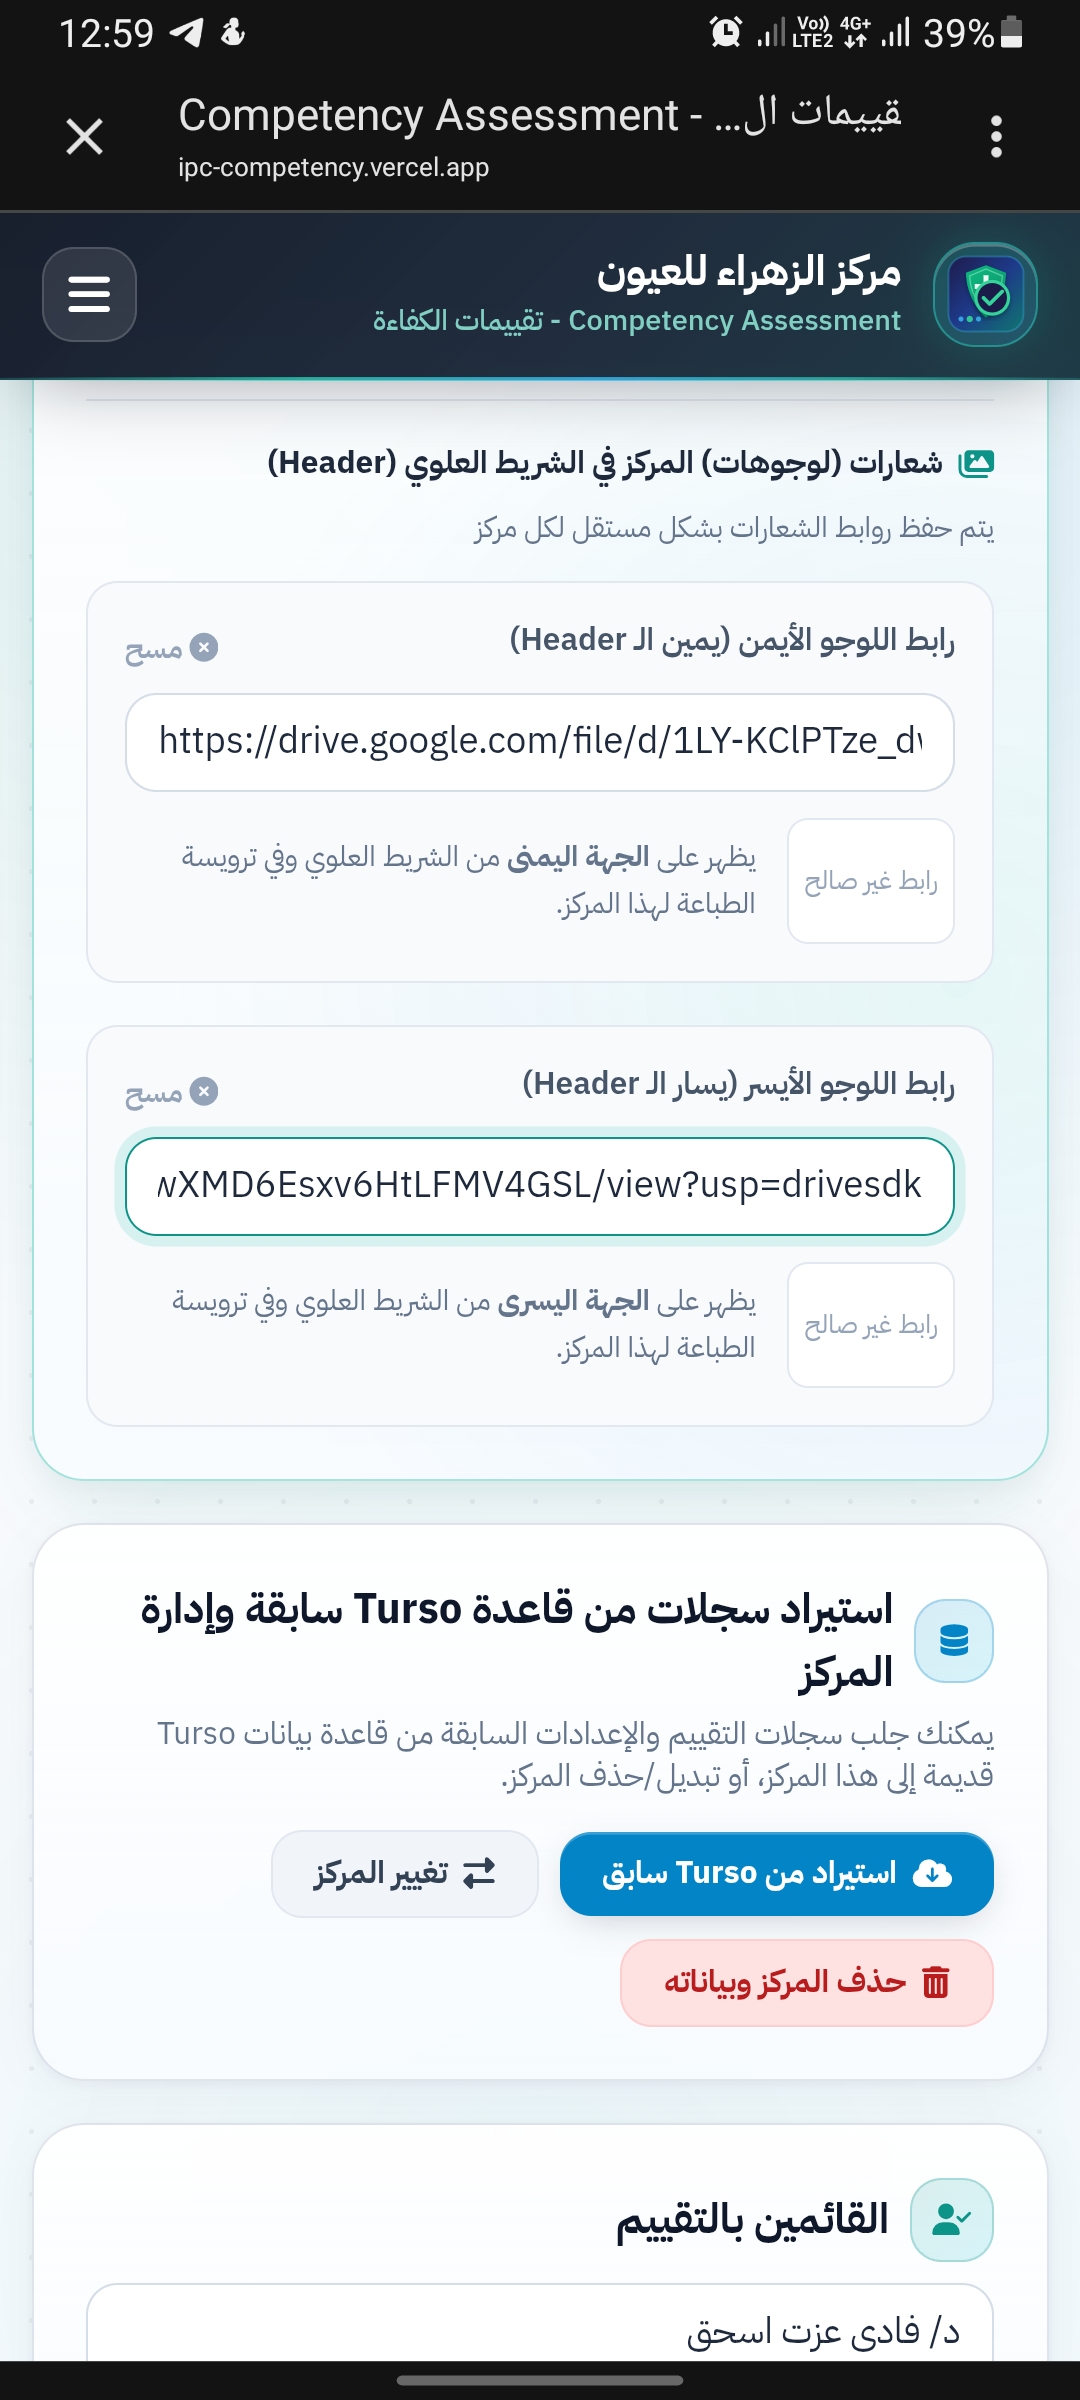 12:59
Vo)) LTE2 4G+ 39%
Competency Assessment - تقييمات ال...
ipc-competency.vercel.app
مركز الزهراء للعيون
Competency Assessment - تقييمات الكفاءة
شعارات (لوجوهات) المركز في الشريط العلوي (Header)
يتم حفظ روابط الشعارات بشكل مستقل لكل مركز
رابط اللوجو الأيمن (يمين الـ Header)
مسح
https://drive.google.com/file/d/1LY-KClPTze_d
رابط غير صالح
يظهر على الجهة اليمنى من الشريط العلوي وفي ترويسة
الطباعة لهذا المركز.
رابط اللوجو الأيسر (يسار الـ Header)
مسح
wXMD6Esxv6HtLFMV4GSL/view?usp=drivesdk
رابط غير صالح
يظهر على الجهة اليسرى من الشريط العلوي وفي ترويسة
الطباعة لهذا المركز.
استيراد سجلات من قاعدة Turso سابقة وإدارة
المركز
يمكنك جلب سجلات التقييم والإعدادات السابقة من قاعدة بيانات Turso
قديمة إلى هذا المركز، أو تبديل/حذف المركز.
استيراد من Turso سابق
تغيير المركز
حذف المركز وبياناته
القائمين بالتقييم
د/ فادى عزت اسحق